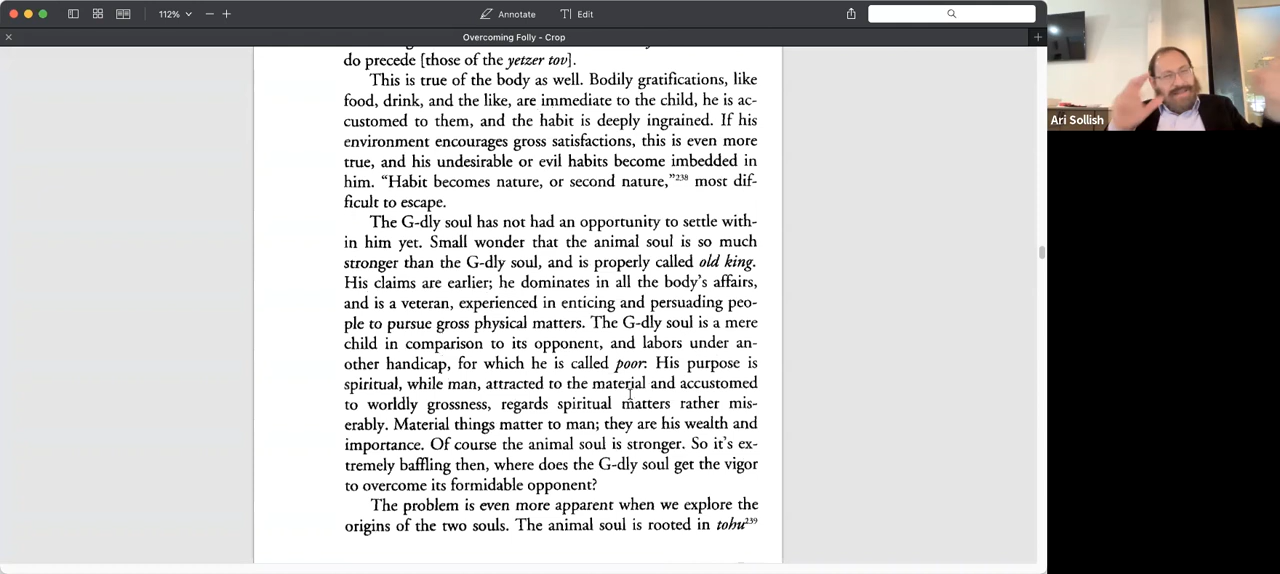 112%
Annotate
Edit
Overcoming Folly - Crop
do precede [those of the yetzer tov].
This is true of the body as well. Bodily gratifications, like
food, drink, and the like, are immediate to the child, he is ac-
customed to them, and the habit is deeply ingrained. If his
environment encourages gross satisfactions, this is even more
true, and his undesirable or evil habits become imbedded in
him. “Habit becomes nature, or second nature,”238 most dif-
ficult to escape.
The G-dly soul has not had an opportunity to settle with-
in him yet. Small wonder that the animal soul is so much
stronger than the G-dly soul, and is properly called old king.
His claims are earlier; he dominates in all the body’s affairs,
and is a veteran, experienced in enticing and persuading peo-
ple to pursue gross physical matters. The G-dly soul is a mere
child in comparison to its opponent, and labors under an-
other handicap, for which he is called poor. His purpose is
spiritual, while man, attracted to the material and accustomed
to worldly grossness, regards spiritual matters rather mis-
erably. Material things matter to man; they are his wealth and
importance. Of course the animal soul is stronger. So it’s ex-
tremely baffling then, where does the G-dly soul get the vigor
to overcome its formidable opponent?
The problem is even more apparent when we explore the
origins of the two souls. The animal soul is rooted in tohu239
Ari Sollish